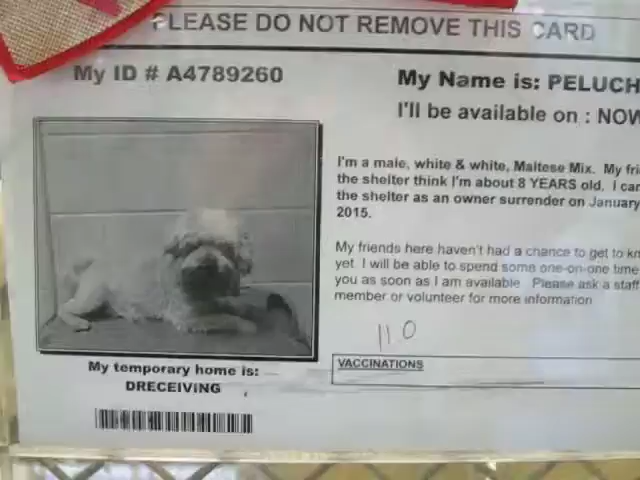 PLEASE DO NOT REMOVE THIS CARD
My ID # A4789260
My Name is: PELUCH
I'll be available on : NOW
I'm a male, white & white, Maltese Mix. My fri
the shelter think I'm about 8 YEARS old. I car
the shelter as an owner surrender on January
2015.
My friends here haven't had a chance to get to kn
yet. I will be able to spend some one-on-one time
you as soon as I am available. Please ask a staff
member or volunteer for more information
11.0
VACCINATIONS
My temporary home is:
DRECEIVING